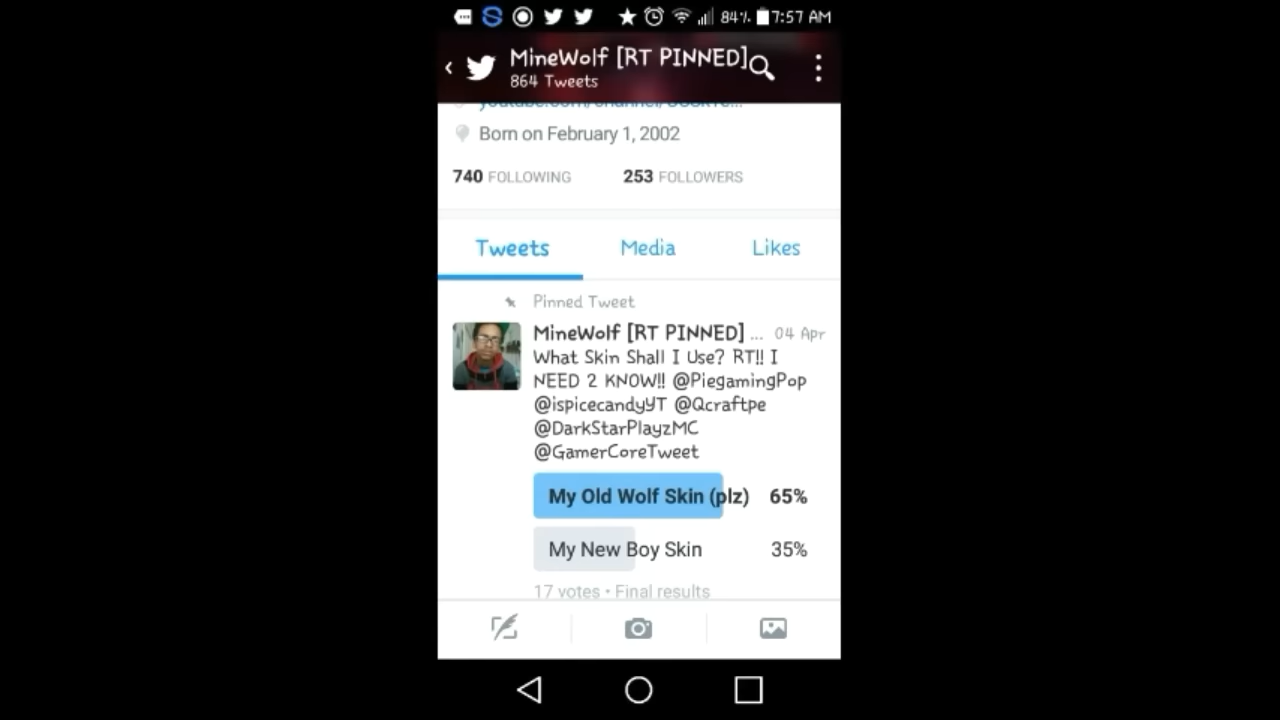 84% 7:57 AM
MineWolf [RT PINNED]
864 Tweets
Born on February 1, 2002
740 FOLLOWING 253 FOLLOWERS
Tweets Media Likes
Pinned Tweet
MineWolf [RT PINNED] ... 04 Apr
What Skin Shall I Use? RT!! I
NEED 2 KNOW!! @PiegamingPop
@ispicecandyYT @Qcraftpe
@DarkStarPlayzMC
@GamerCoreTweet
My Old Wolf Skin (plz) 65%
My New Boy Skin 35%
17 votes • Final results